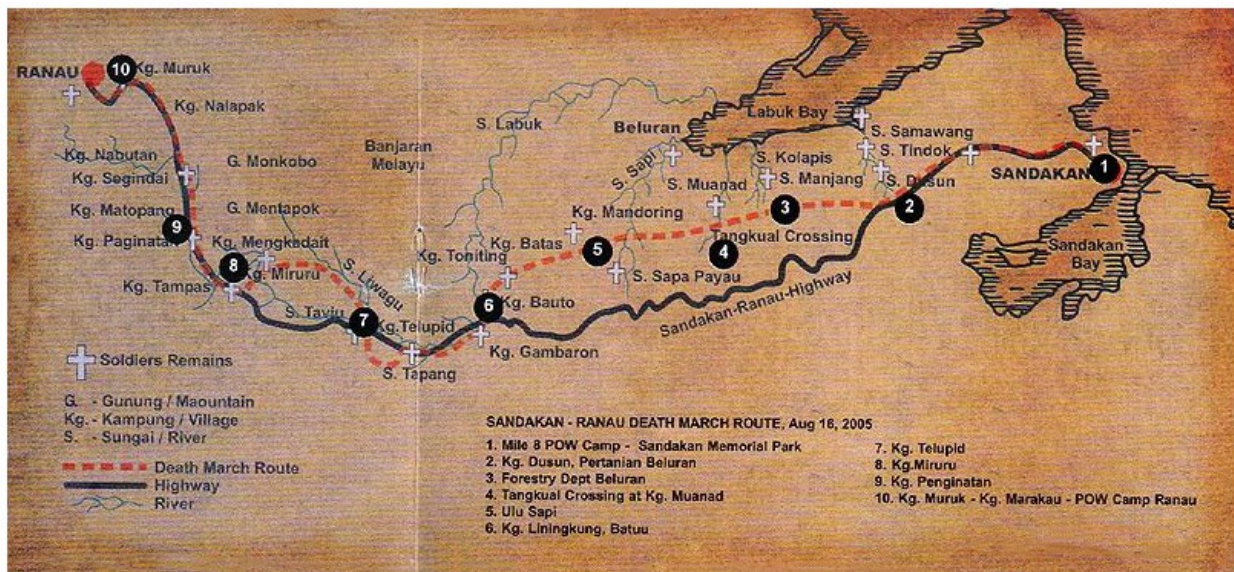 RANAU
10
Kg. Muruk
Kg. Nalapak
Kg. Nabutan
Kg. Segindai
G. Monkobo
Banjaran
Melayu
S. Labuk
Beluran
Labuk Bay
S. Sapi
S. Samawang
S. Tindok
S. Kolapis
S. Manjang
S. Muanad
S. Dusun
SANDAKAN
1
2
3
Kg. Matopang
G. Mentapok
Kg. Mandoring
9
Kg. Paginatan
Kg. Mengkadait
Kg. Batas
5
4
Tangkual Crossing
Sandakan
Bay
8
Kg. Miruru
Kg. Toniting
S. Sapa Payau
Kg. Tampas
S. Liwagu
6
Kg. Bauto
Sandakan-Ranau-Highway
S. Taviu
7
Kg.Telupid
Kg. Gambaron
S. Tapang
Soldiers Remains
G. - Gunung / Maountain
Kg. - Kampung / Village
S. - Sungai / River
Death March Route
Highway
River
SANDAKAN - RANAU DEATH MARCH ROUTE, Aug 16, 2005
1. Mile 8 POW Camp - Sandakan Memorial Park
2. Kg. Dusun, Pertanian Beluran
3. Forestry Dept Beluran
4. Tangkual Crossing at Kg. Muanad
5. Ulu Sapi
6. Kg. Liningkung, Batuu
7. Kg. Telupid
8. Kg.Miruru
9. Kg. Penginatan
10. Kg. Muruk - Kg. Marakau - POW Camp Ranau